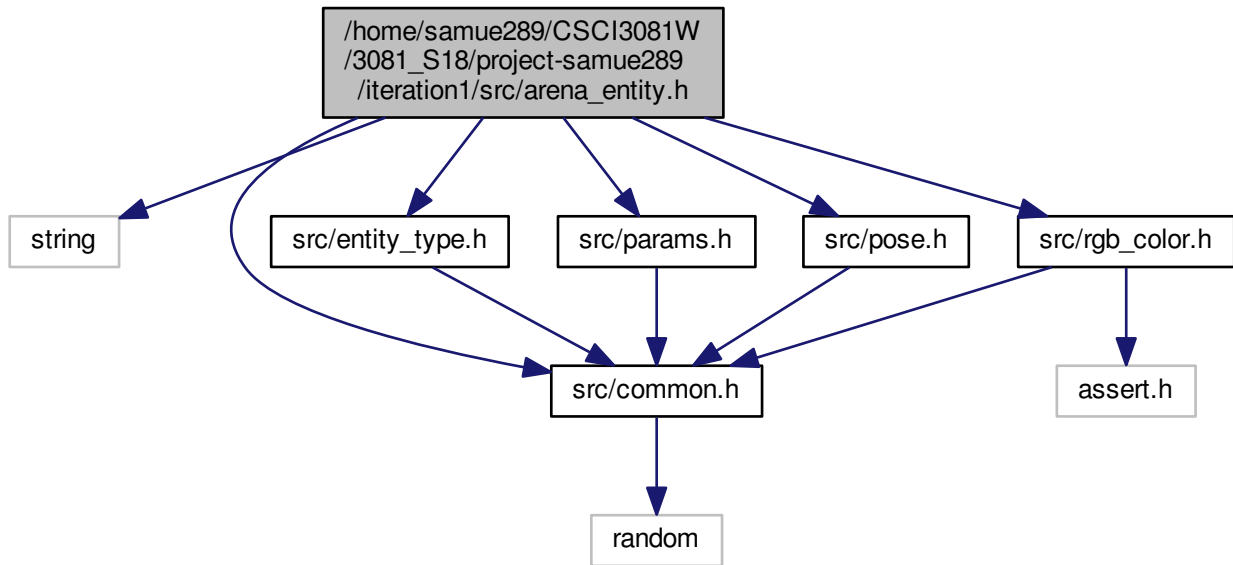 /home/samue289/CSCI3081W
/3081_S18/project-samue289
/iteration1/src/arena_entity.h
string
src/entity_type.h
src/params.h
src/pose.h
src/rgb_color.h
src/common.h
assert.h
random